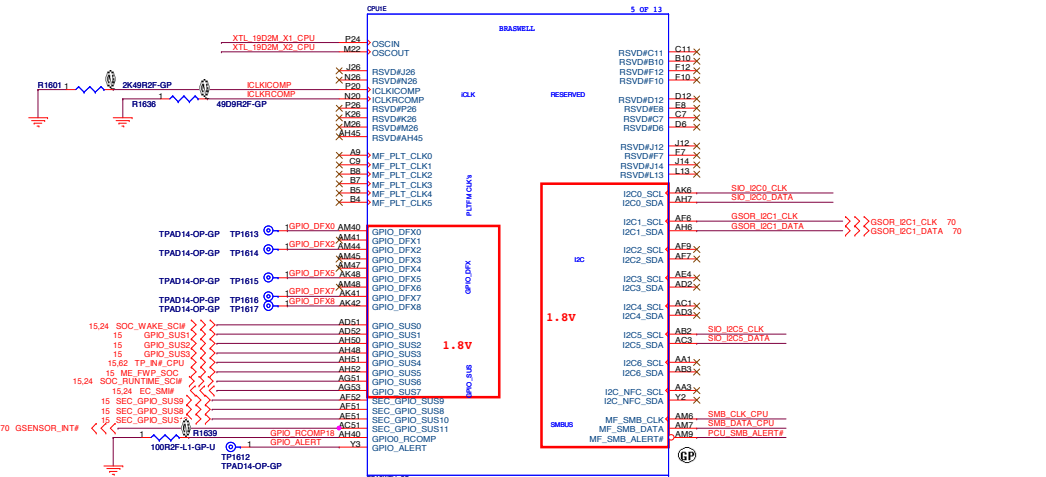 CPU1E
5 OF 13
BRASWELL
XTL_19D2M_X1_CPU P24 OSCIN
XTL_19D2M_X2_CPU M22 OSCOUT
J26 RSVD#J26
N26 RSVD#N26
R1601 1 2K49R2F-GP ICLKICOMP P20 ICLKICOMP
R1636 1 49D9R2F-GP ICLKRCOMP N20 ICLKRCOMP
P26 RSVD#P26
K26 RSVD#K26
M26 RSVD#M26
AH45 RSVD#AH45
iCLK
A9 MF_PLT_CLK0
C9 MF_PLT_CLK1
B8 MF_PLT_CLK2
B7 MF_PLT_CLK3
B5 MF_PLT_CLK4
B4 MF_PLT_CLK5
PLTFM CLK's
TPAD14-OP-GP TP1613 1 GPIO_DFX0 AM40 GPIO_DFX0
AM41 GPIO_DFX1
TPAD14-OP-GP TP1614 1 GPIO_DFX2 AM44 GPIO_DFX2
AM45 GPIO_DFX3
AM47 GPIO_DFX4
TPAD14-OP-GP TP1615 1 GPIO_DFX5 AK48 GPIO_DFX5
AM48 GPIO_DFX6
TPAD14-OP-GP TP1616 1 GPIO_DFX7 AK41 GPIO_DFX7
TPAD14-OP-GP TP1617 1 GPIO_DFX8 AK42 GPIO_DFX8
GPIO_DFX
15,24 SOC_WAKE_SCI# AD51 GPIO_SUS0
15 GPIO_SUS1 AD52 GPIO_SUS1
15 GPIO_SUS2 AH50 GPIO_SUS2
15 GPIO_SUS3 AH48 GPIO_SUS3
15,62 TP_IN#_CPU AH51 GPIO_SUS4
15 ME_FWP_SOC AH52 GPIO_SUS5
15,24 SOC_RUNTIME_SCI# AG51 GPIO_SUS6
15,24 EC_SMI# AG53 GPIO_SUS7
1.8V
GPIO_SUS
15 SEC_GPIO_SUS9 AF52 SEC_GPIO_SUS9
15 SEC_GPIO_SUS8 AF51 SEC_GPIO_SUS8
15 SEC_GPIO_SUS AE51 SEC_GPIO_SUS10
70 GSENSOR_INT# AC51 SEC_GPIO_SUS11
1 R1639 100R2F-L1-GP-U GPIO_RCOMP18 AH40 GPIO0_RCOMP
TP1612 TPAD14-OP-GP 1 GPIO_ALERT Y3 GPIO_ALERT
RESERVED
RSVD#C11 C11
RSVD#B10 B10
RSVD#F12 F12
RSVD#F10 F10
RSVD#D12 D12
RSVD#E8 E8
RSVD#C7 C7
RSVD#D6 D6
RSVD#J12 J12
RSVD#F7 F7
RSVD#J14 J14
RSVD#L13 L13
I2C0_SCL AK6 SIO_I2C0_CLK
I2C0_SDA AH7 SIO_I2C0_DATA
I2C1_SCL AF6 GSOR_I2C1_CLK GSOR_I2C1_CLK 70
I2C1_SDA AH6 GSOR_I2C1_DATA GSOR_I2C1_DATA 70
I2C2_SCL AF9
I2C2_SDA AF7
I2C
I2C3_SCL AE4
I2C3_SDA AD2
I2C4_SCL AC1
I2C4_SDA AD3
1.8V
I2C5_SCL AB2 SIO_I2C5_CLK
I2C5_SDA AC3 SIO_I2C5_DATA
I2C6_SCL AA1
I2C6_SDA AB3
I2C_NFC_SCL AA3
I2C_NFC_SDA Y2
SMBUS
MF_SMB_CLK AM6 SMB_CLK_CPU
MF_SMB_DATA AM7 SMB_DATA_CPU
MF_SMB_ALERT# AM9 PCU_SMB_ALERT#
GP